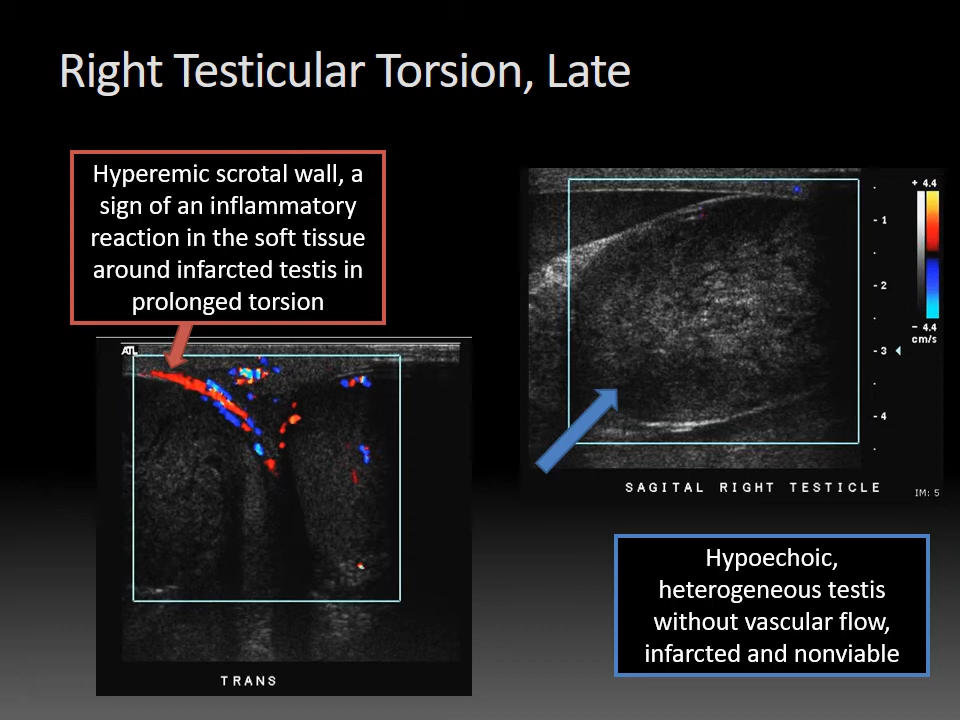 Right Testicular Torsion, Late
Hyperemic scrotal wall, a
sign of an inflammatory
reaction in the soft tissue
around infarcted testis in
prolonged torsion
ATL
TRANS
+ 4.4
- 1
- 2
- 3
- 4
- 4.4
cm/s
SAGITAL RIGHT TESTICLE
IM: 5
Hypoechoic,
heterogeneous testis
without vascular flow,
infarcted and nonviable